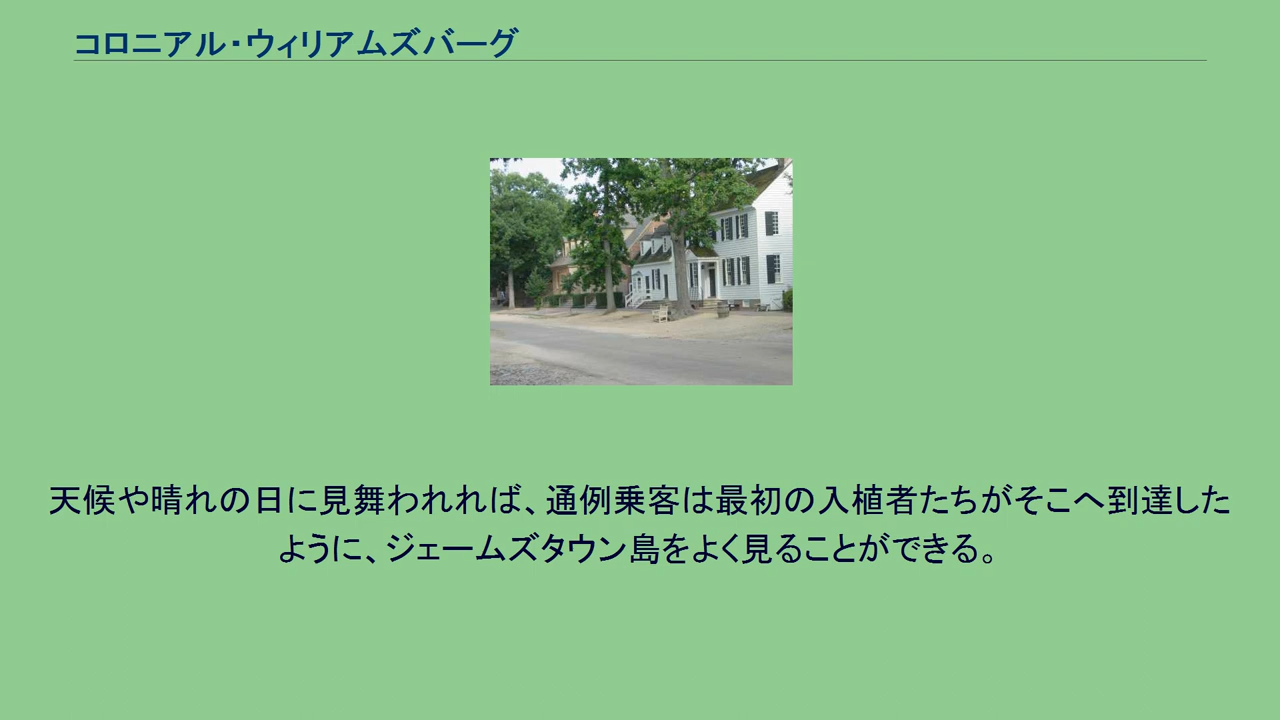 コロニアル・ウィリアムズバーグ
天候や晴れの日に見舞われれば、通例乗客は最初の入植者たちがそこへ到達した
ように、ジェームズタウン島をよく見ることができる。